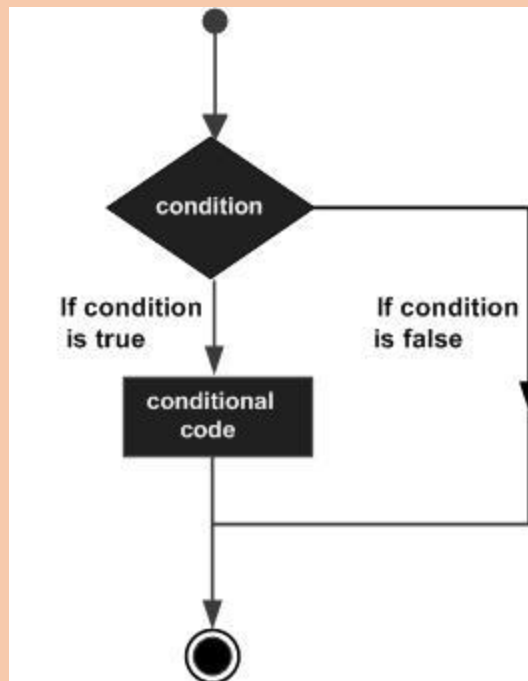 condition
If condition
is true
If condition
is false
conditional
code